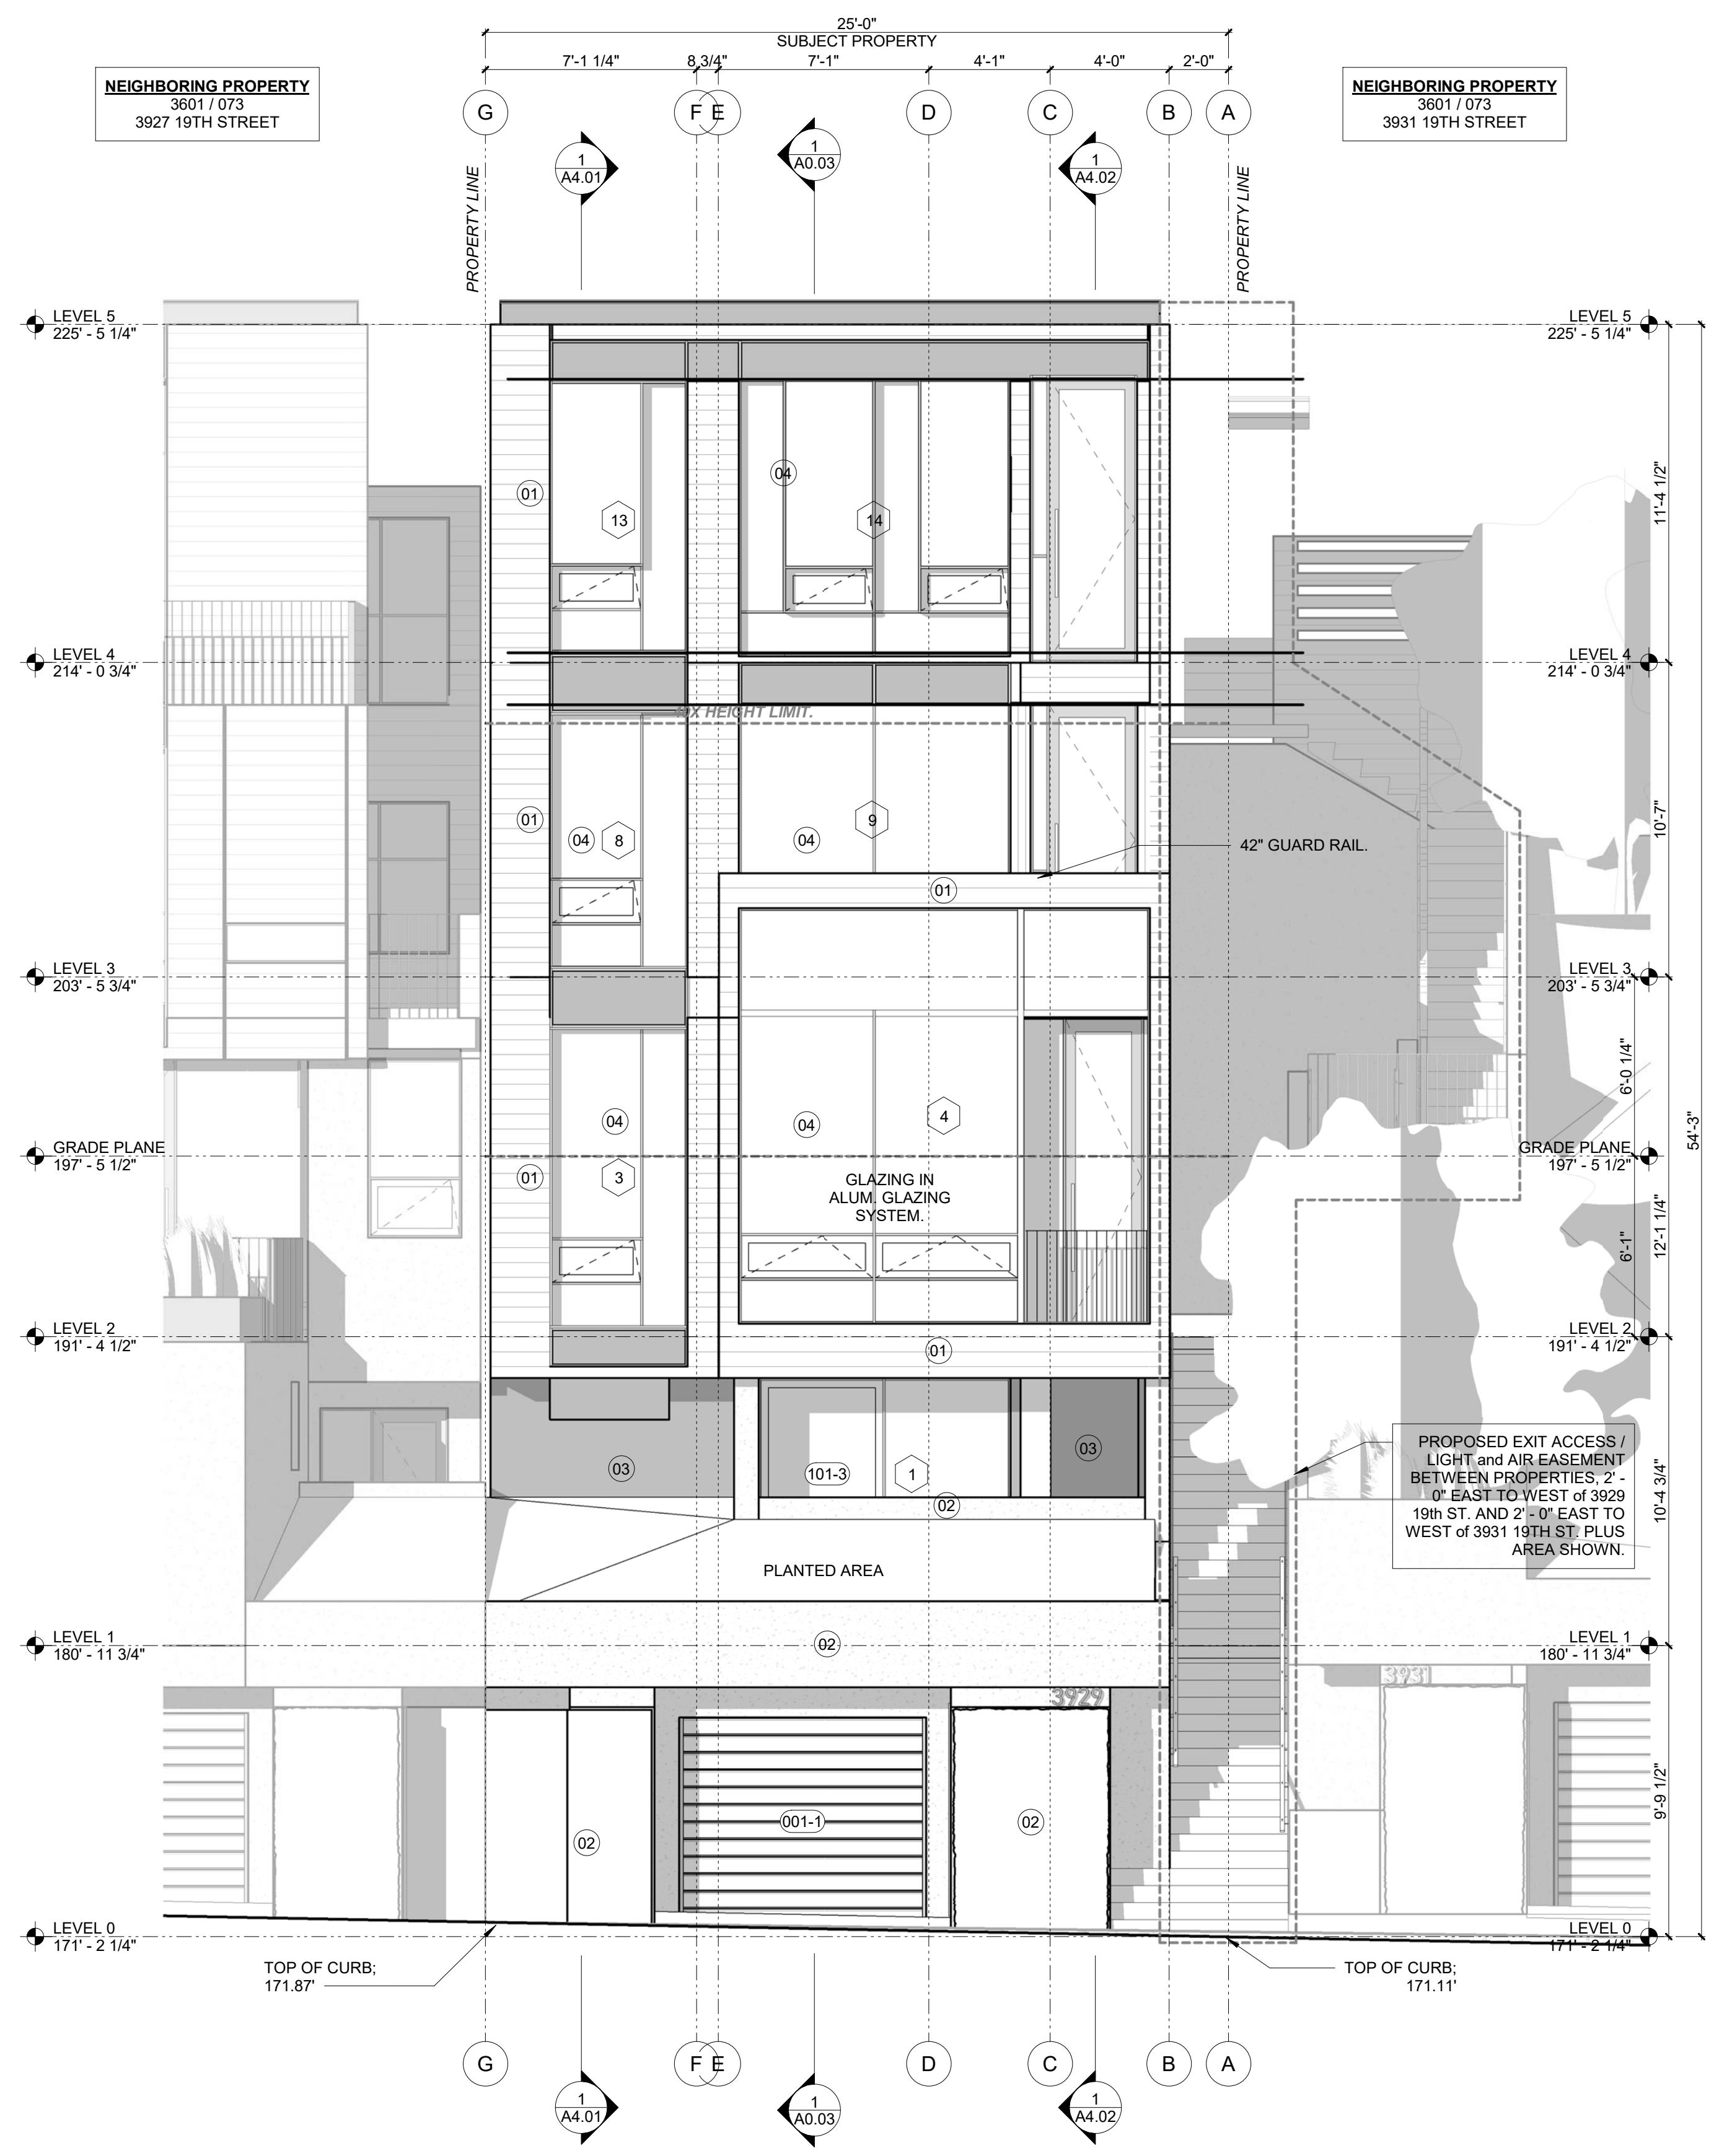 25'-0"
SUBJECT PROPERTY
7'-1 1/4"
8 3/4"
7'-1"
4'-1"
4'-0"
2'-0"
NEIGHBORING PROPERTY
3601 / 073
3927 19TH STREET
NEIGHBORING PROPERTY
3601 / 073
3931 19TH STREET
G
F
E
D
C
B
A
1
A4.01
1
A0.03
1
A4.02
PROPERTY LINE
PROPERTY LINE
LEVEL 5
225' - 5 1/4"
LEVEL 5
225' - 5 1/4"
01
04
13
14
11'-4 1/2"
LEVEL 4
214' - 0 3/4"
LEVEL 4
214' - 0 3/4"
40X HEIGHT LIMIT.
01
04
8
04
9
10'-7"
42" GUARD RAIL.
01
LEVEL 3
203' - 5 3/4"
LEVEL 3
203' - 5 3/4"
6'-0 1/4"
54'-3"
04
04
4
GRADE PLANE
197' - 5 1/2"
GRADE PLANE
197' - 5 1/2"
01
3
GLAZING IN
ALUM. GLAZING
SYSTEM.
6'-1"
12'-1 1/4"
LEVEL 2
191' - 4 1/2"
LEVEL 2
191' - 4 1/2"
01
03
101-3
1
03
02
PROPOSED EXIT ACCESS /
LIGHT and AIR EASEMENT
BETWEEN PROPERTIES, 2' -
0" EAST TO WEST of 3929
19th ST. AND 2' - 0" EAST TO
WEST of 3931 19TH ST. PLUS
AREA SHOWN.
10'-4 3/4"
PLANTED AREA
LEVEL 1
180' - 11 3/4"
02
LEVEL 1
180' - 11 3/4"
3929
3931
02
001-1
02
9'-9 1/2"
LEVEL 0
171' - 2 1/4"
LEVEL 0
171' - 2 1/4"
TOP OF CURB;
171.87'
TOP OF CURB;
171.11'
G
F
E
D
C
B
A
1
A4.01
1
A0.03
1
A4.02